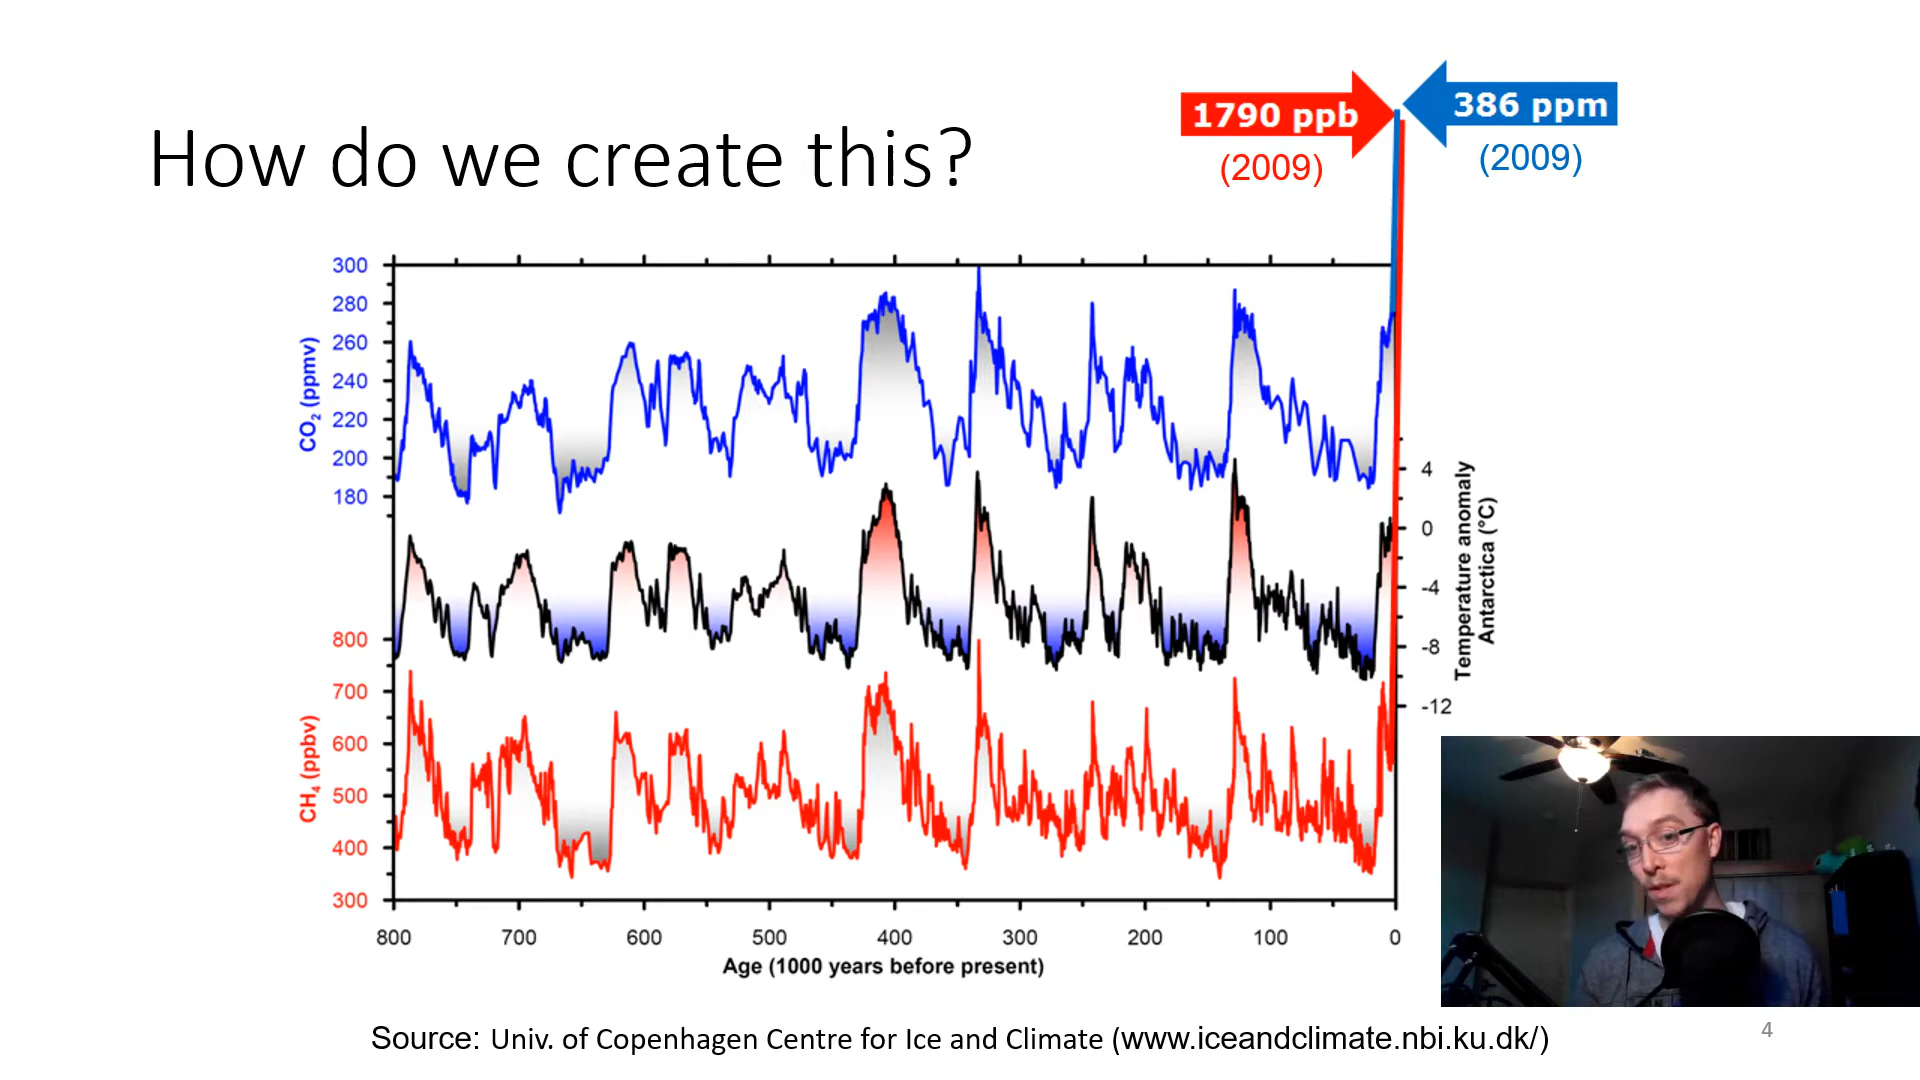 How do we create this?
1790 ppb
(2009)
386 ppm
(2009)
300
280
260
240
220
200
180
CO2 (ppmv)
4
0
-4
-8
-12
Temperature anomaly
Antarctica (°C)
800
700
600
500
400
300
CH4 (ppbv)
800 700 600 500 400 300 200 100 0
Age (1000 years before present)
Source: Univ. of Copenhagen Centre for Ice and Climate (www.iceandclimate.nbi.ku.dk/)
4